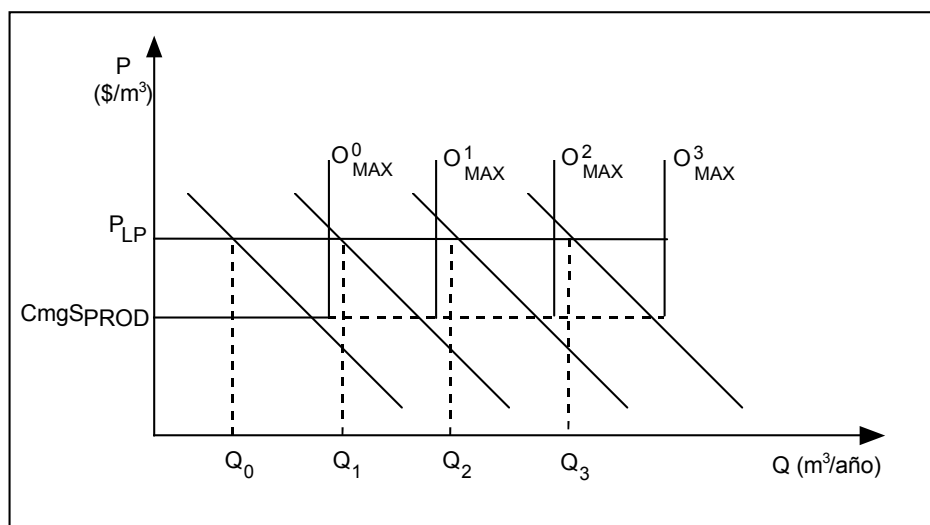 P
($/m³)
O⁰MAX
O¹MAX
O²MAX
O³MAX
PLP
CmgSPROD
Q₀
Q₁
Q₂
Q₃
Q (m³/año)